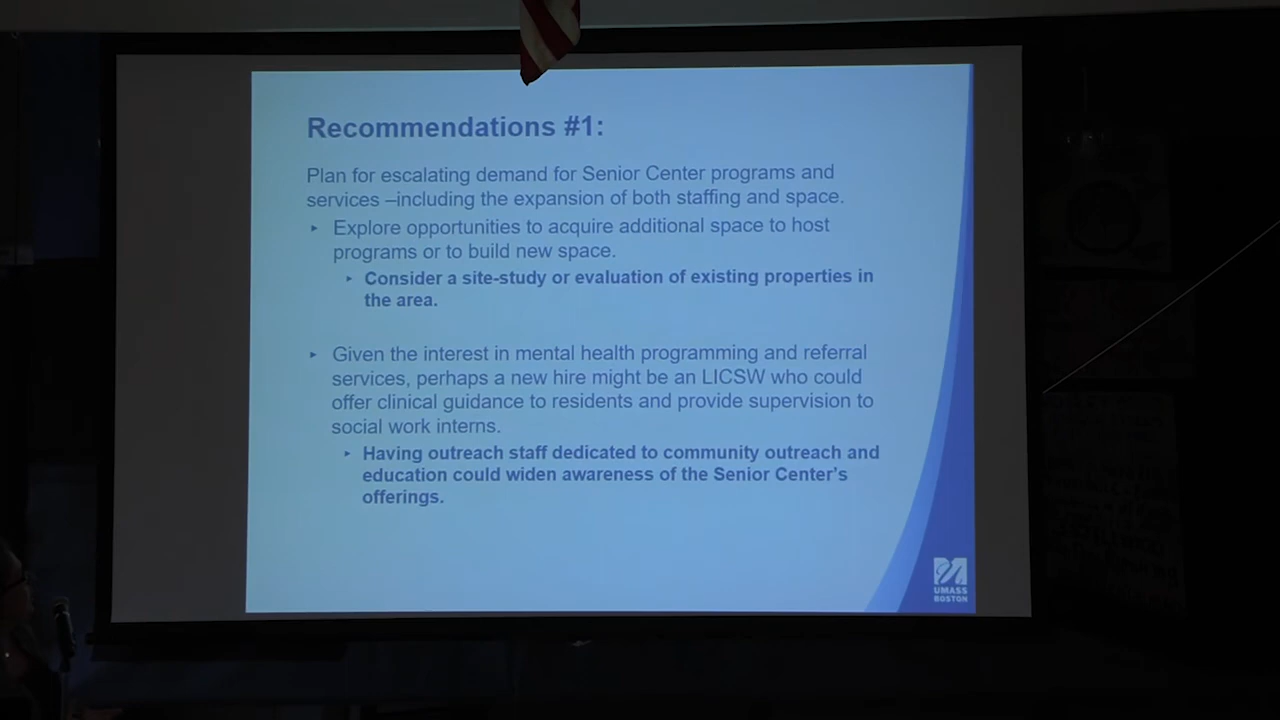 Recommendations #1:
Plan for escalating demand for Senior Center programs and
services –including the expansion of both staffing and space.
‣ Explore opportunities to acquire additional space to host
programs or to build new space.
‣ Consider a site-study or evaluation of existing properties in
the area.
‣ Given the interest in mental health programming and referral
services, perhaps a new hire might be an LICSW who could
offer clinical guidance to residents and provide supervision to
social work interns.
‣ Having outreach staff dedicated to community outreach and
education could widen awareness of the Senior Center's
offerings.
UMASS
BOSTON